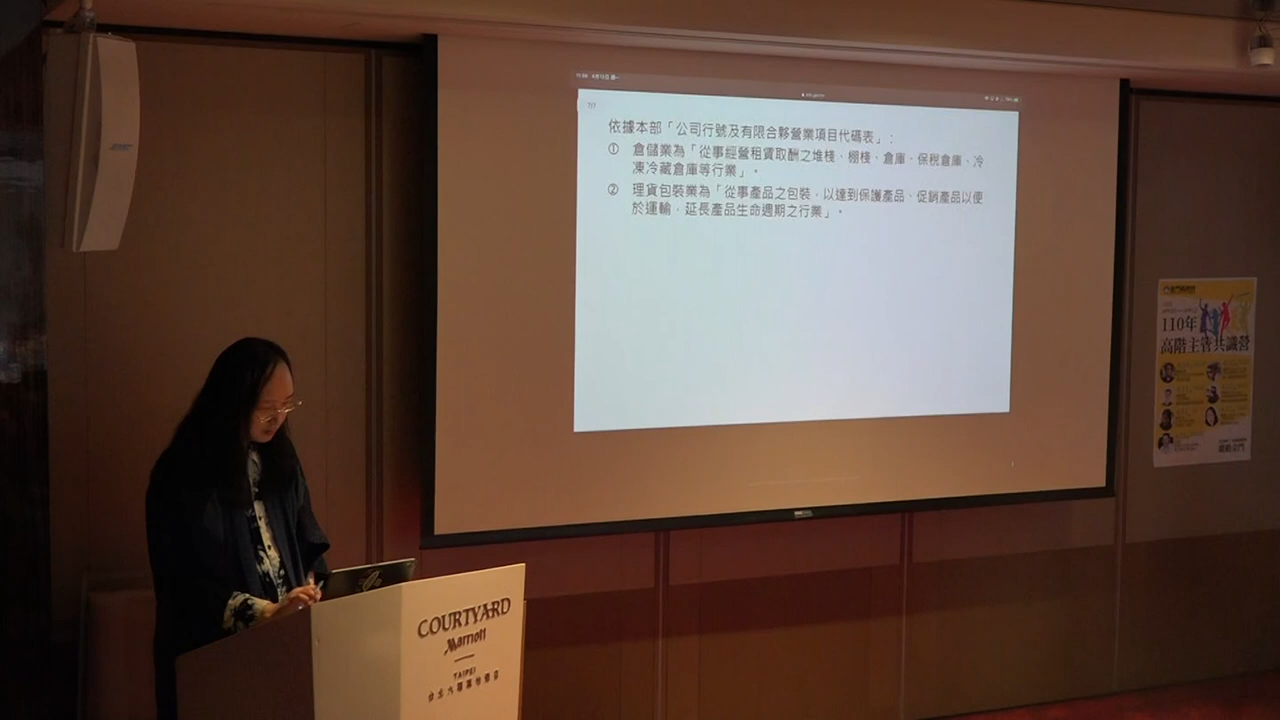 依據本部「公司行號及有限合夥營業項目代碼表」：
① 倉儲業為「從事經營租賃取酬之堆棧、棚棧、倉庫、保稅倉庫、冷
凍冷藏倉庫等行業」。
② 理貨包裝業為「從事產品之包裝，以達到保護產品、促銷產品以便
於運輸，延長產品生命週期之行業」。
110年
高階主管共識營
COURTYARD
Marriott
TAIPEI